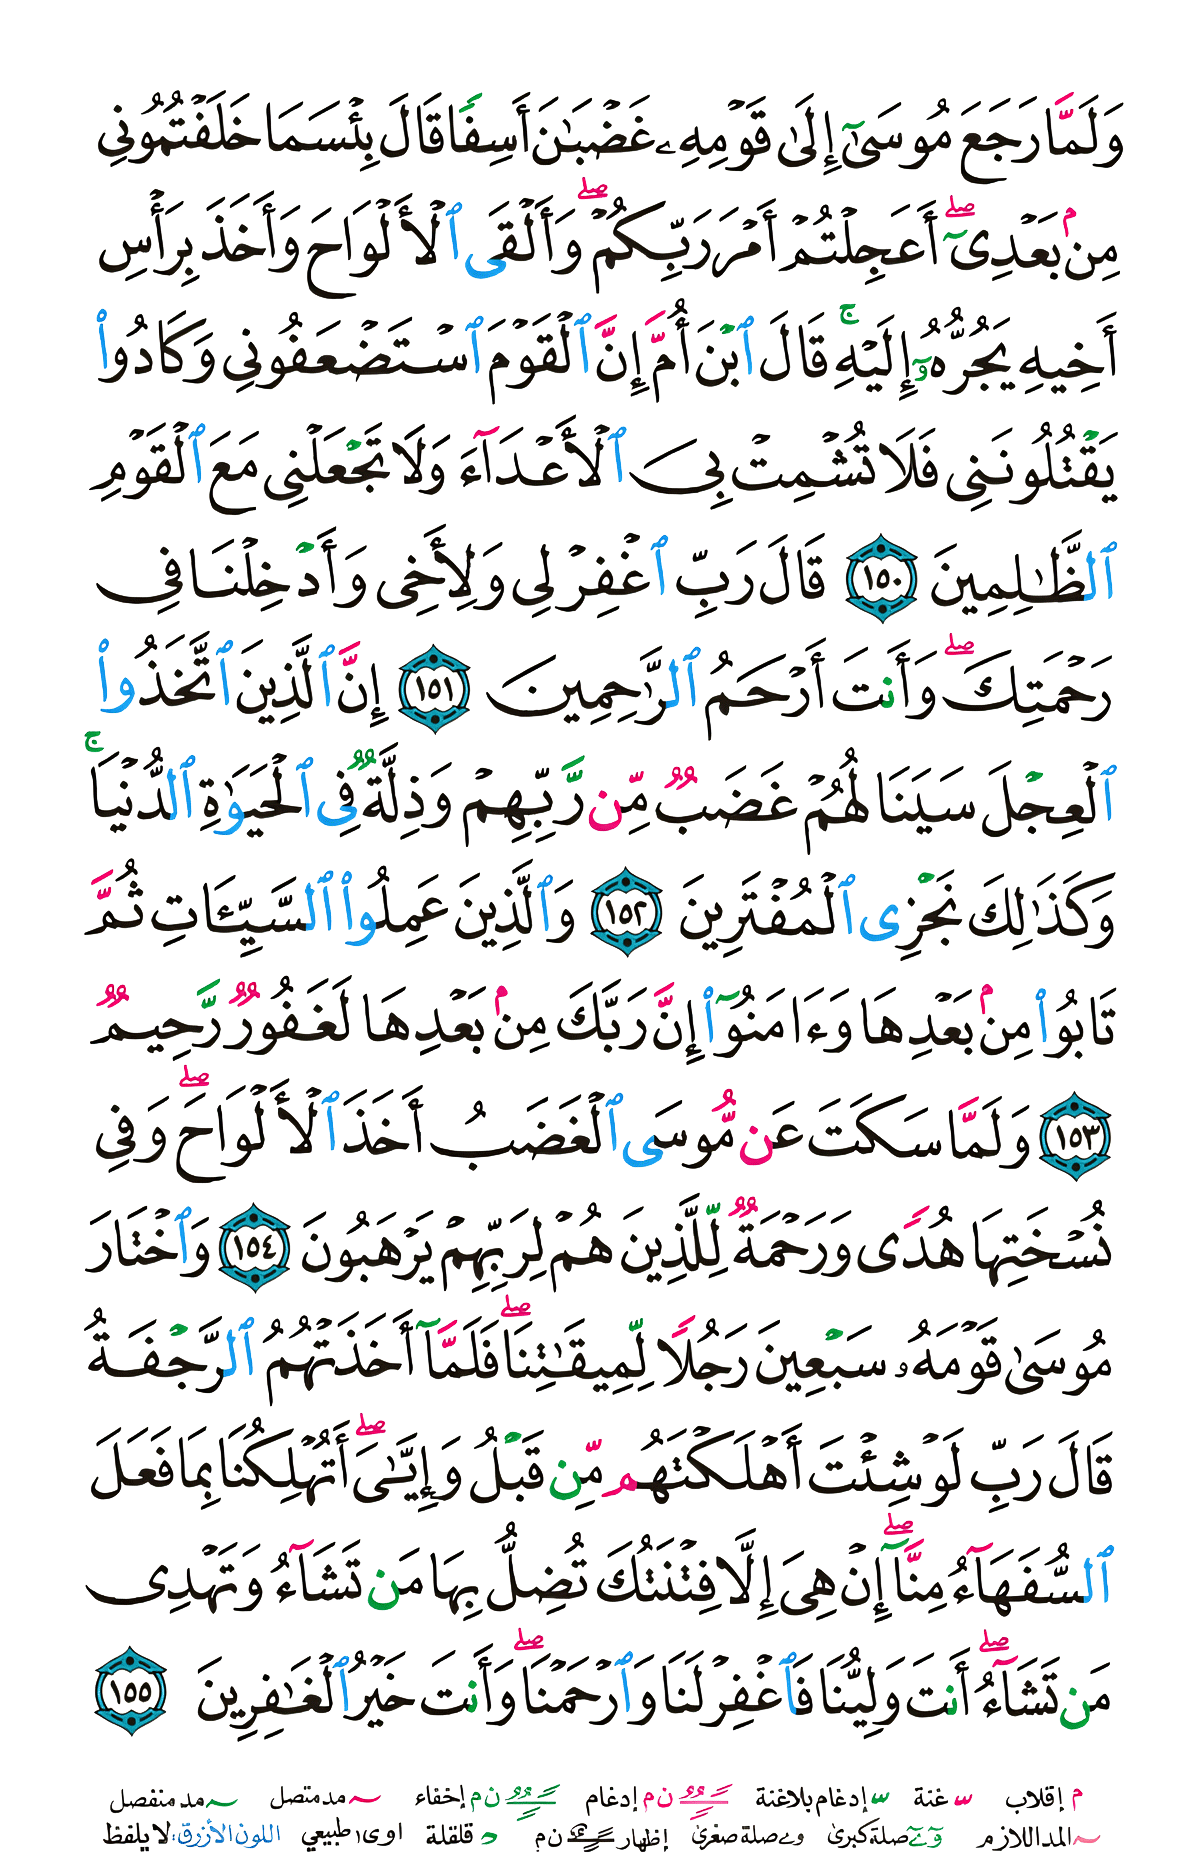 وَلَمَّا رَجَعَ مُوسَىٰٓ إِلَىٰ قَوْمِهِۦ غَضْبَٰنَ أَسِفًا قَالَ بِئْسَمَا خَلَفْتُمُونِى
مِنۢ بَعْدِىٓ ۖ أَعَجِلْتُمْ أَمْرَ رَبِّكُمْ ۖ وَأَلْقَى ٱلْأَلْوَاحَ وَأَخَذَ بِرَأْسِ
أَخِيهِ يَجُرُّهُۥٓ إِلَيْهِ ۚ قَالَ ٱبْنَ أُمَّ إِنَّ ٱلْقَوْمَ ٱسْتَضْعَفُونِى وَكَادُوا۟
يَقْتُلُونَنِى فَلَا تُشْمِتْ بِىَ ٱلْأَعْدَآءَ وَلَا تَجْعَلْنِى مَعَ ٱلْقَوْمِ
ٱلظَّٰلِمِينَ ١٥٠ قَالَ رَبِّ ٱغْفِرْ لِى وَلِأَخِى وَأَدْخِلْنَا فِى
رَحْمَتِكَ ۖ وَأَنتَ أَرْحَمُ ٱلرَّٰحِمِينَ ١٥١ إِنَّ ٱلَّذِينَ ٱتَّخَذُوا۟
ٱلْعِجْلَ سَيَنَالُهُمْ غَضَبٌ مِّن رَّبِّهِمْ وَذِلَّةٌ فِى ٱلْحَيَوٰةِ ٱلدُّنْيَا ۚ
وَكَذَٰلِكَ نَجْزِى ٱلْمُفْتَرِينَ ١٥٢ وَٱلَّذِينَ عَمِلُوا۟ ٱلسَّيِّـَٔاتِ ثُمَّ
تَابُوا۟ مِنۢ بَعْدِهَا وَءَامَنُوٓا۟ إِنَّ رَبَّكَ مِنۢ بَعْدِهَا لَغَفُورٌ رَّحِيمٌ
١٥٣ وَلَمَّا سَكَتَ عَن مُّوسَى ٱلْغَضَبُ أَخَذَ ٱلْأَلْوَاحَ ۖ وَفِى
نُسْخَتِهَا هُدًى وَرَحْمَةٌ لِّلَّذِينَ هُمْ لِرَبِّهِمْ يَرْهَبُونَ ١٥٤ وَٱخْتَارَ
مُوسَىٰ قَوْمَهُۥ سَبْعِينَ رَجُلًا لِّمِيقَٰتِنَا ۖ فَلَمَّآ أَخَذَتْهُمُ ٱلرَّجْفَةُ
قَالَ رَبِّ لَوْ شِئْتَ أَهْلَكْتَهُم مِّن قَبْلُ وَإِيَّٰىَ ۖ أَتُهْلِكُنَا بِمَا فَعَلَ
ٱلسُّفَهَآءُ مِنَّآ ۖ إِنْ هِىَ إِلَّا فِتْنَتُكَ تُضِلُّ بِهَا مَن تَشَآءُ وَتَهْدِى
مَن تَشَآءُ ۖ أَنتَ وَلِيُّنَا فَٱغْفِرْ لَنَا وَٱرْحَمْنَا ۖ وَأَنتَ خَيْرُ ٱلْغَٰفِرِينَ ١٥٥
م إقلاب غنة إدغام بلاغنة ن م إدغام ن م إخفاء مد متصل مد منفصل
المد اللازم صلة كبرى و ے صلة صغرى إظهار ن م قلقلة ا و ى طبيعي اللون الأزرق: لا يلفظ